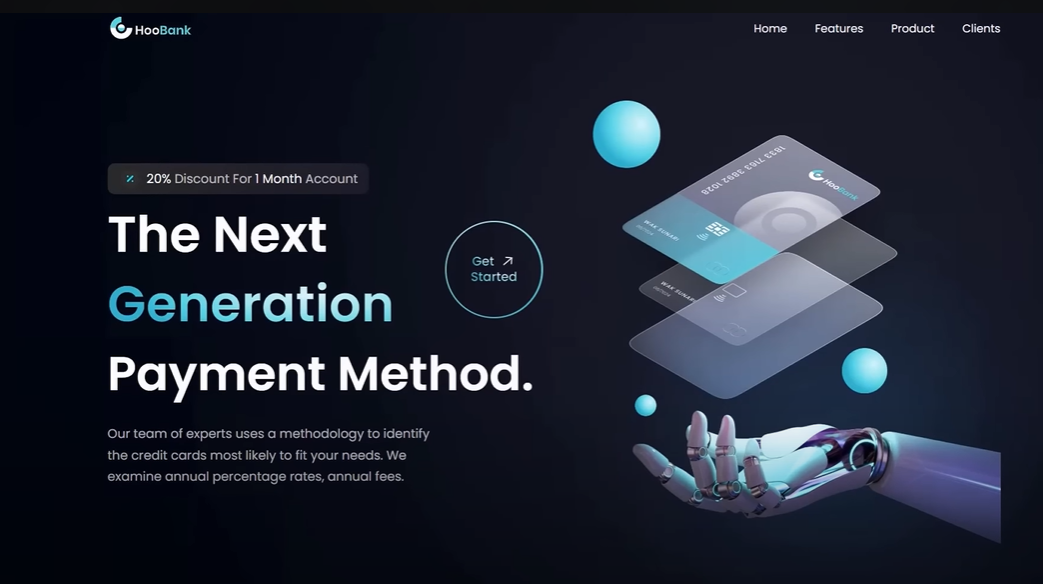 HooBank
Home Features Product Clients
20% Discount For 1 Month Account
The Next
Generation
Payment Method.
Get
Started
Our team of experts uses a methodology to identify
the credit cards most likely to fit your needs. We
examine annual percentage rates, annual fees.
1833 7163 3892 1028
HooBank
WAK SUNARI
WAK SUNARI